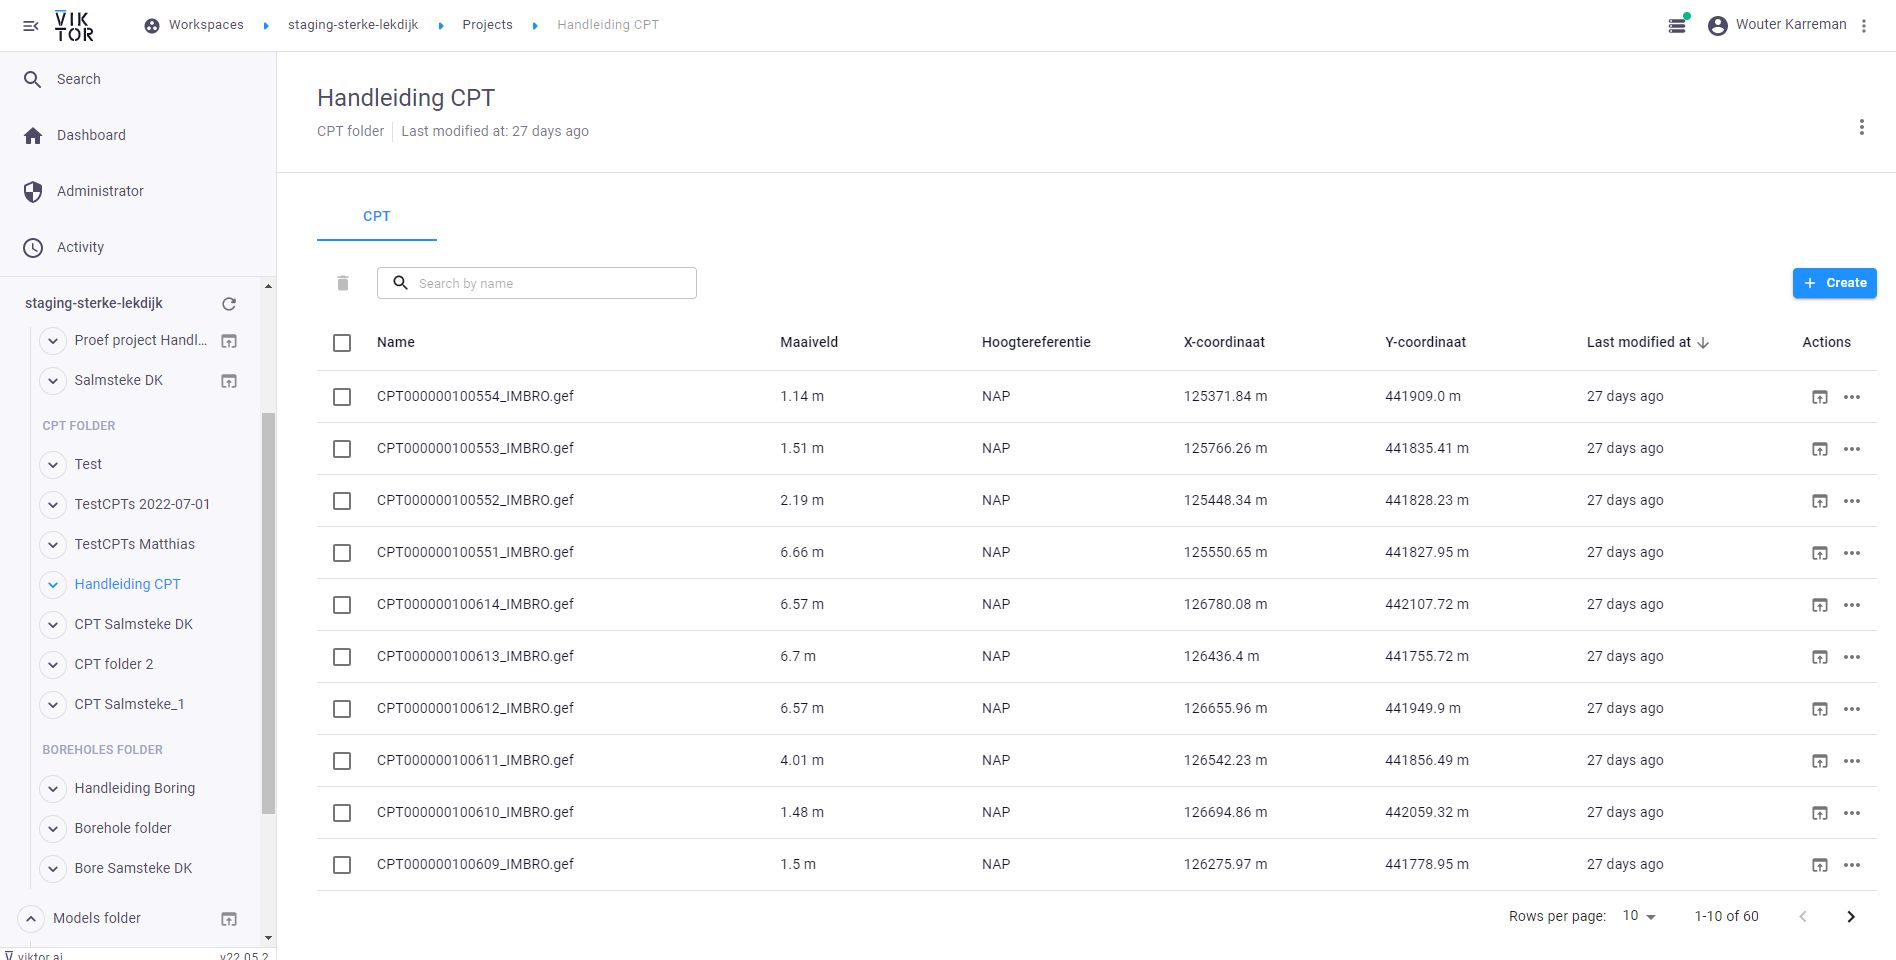 VIKTOR
Workspaces staging-sterke-lekdijk Projects Handleiding CPT
Wouter Karreman
Search
Dashboard
Administrator
Activity
staging-sterke-lekdijk
Proef project Handl...
Salmsteke DK
CPT FOLDER
Test
TestCPTs 2022-07-01
TestCPTs Matthias
Handleiding CPT
CPT Salmsteke DK
CPT folder 2
CPT Salmsteke_1
BOREHOLES FOLDER
Handleiding Boring
Borehole folder
Bore Samsteke DK
Models folder
viktor.ai v22.05.2
Handleiding CPT
CPT folder Last modified at: 27 days ago
CPT
Search by name
Create
Name Maaiveld Hoogtereferentie X-coordinaat Y-coordinaat Last modified at Actions
CPT000000100554_IMBRO.gef 1.14 m NAP 125371.84 m 441909.0 m 27 days ago
CPT000000100553_IMBRO.gef 1.51 m NAP 125766.26 m 441835.41 m 27 days ago
CPT000000100552_IMBRO.gef 2.19 m NAP 125448.34 m 441828.23 m 27 days ago
CPT000000100551_IMBRO.gef 6.66 m NAP 125550.65 m 441827.95 m 27 days ago
CPT000000100614_IMBRO.gef 6.57 m NAP 126780.08 m 442107.72 m 27 days ago
CPT000000100613_IMBRO.gef 6.7 m NAP 126436.4 m 441755.72 m 27 days ago
CPT000000100612_IMBRO.gef 6.57 m NAP 126655.96 m 441949.9 m 27 days ago
CPT000000100611_IMBRO.gef 4.01 m NAP 126542.23 m 441856.49 m 27 days ago
CPT000000100610_IMBRO.gef 1.48 m NAP 126694.86 m 442059.32 m 27 days ago
CPT000000100609_IMBRO.gef 1.5 m NAP 126275.97 m 441778.95 m 27 days ago
Rows per page: 10 1-10 of 60